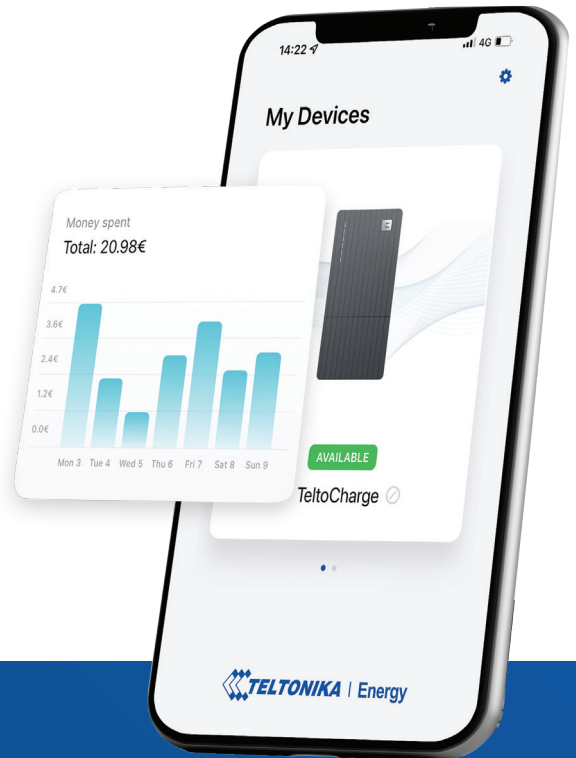 14:22
4G
My Devices
Money spent
Total: 20.98€
4.7€
3.6€
2.4€
1.2€
0.0€
Mon 3 Tue 4 Wed 5 Thu 6 Fri 7 Sat 8 Sun 9
AVAILABLE
TeltoCharge
TELTONIKA | Energy